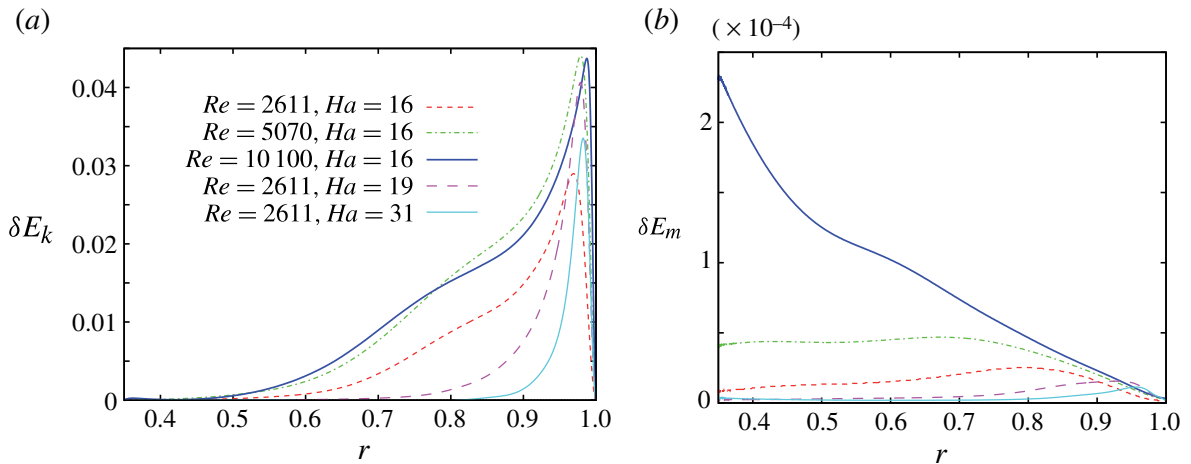 (a)
0.04
0.03
0.02
0.01
0
δE_k
Re = 2611, Ha = 16
Re = 5070, Ha = 16
Re = 10 100, Ha = 16
Re = 2611, Ha = 19
Re = 2611, Ha = 31
0.4 0.5 0.6 0.7 0.8 0.9 1.0
r
(b) (× 10⁻⁴)
2
1
0
δE_m
0.4 0.5 0.6 0.7 0.8 0.9 1.0
r